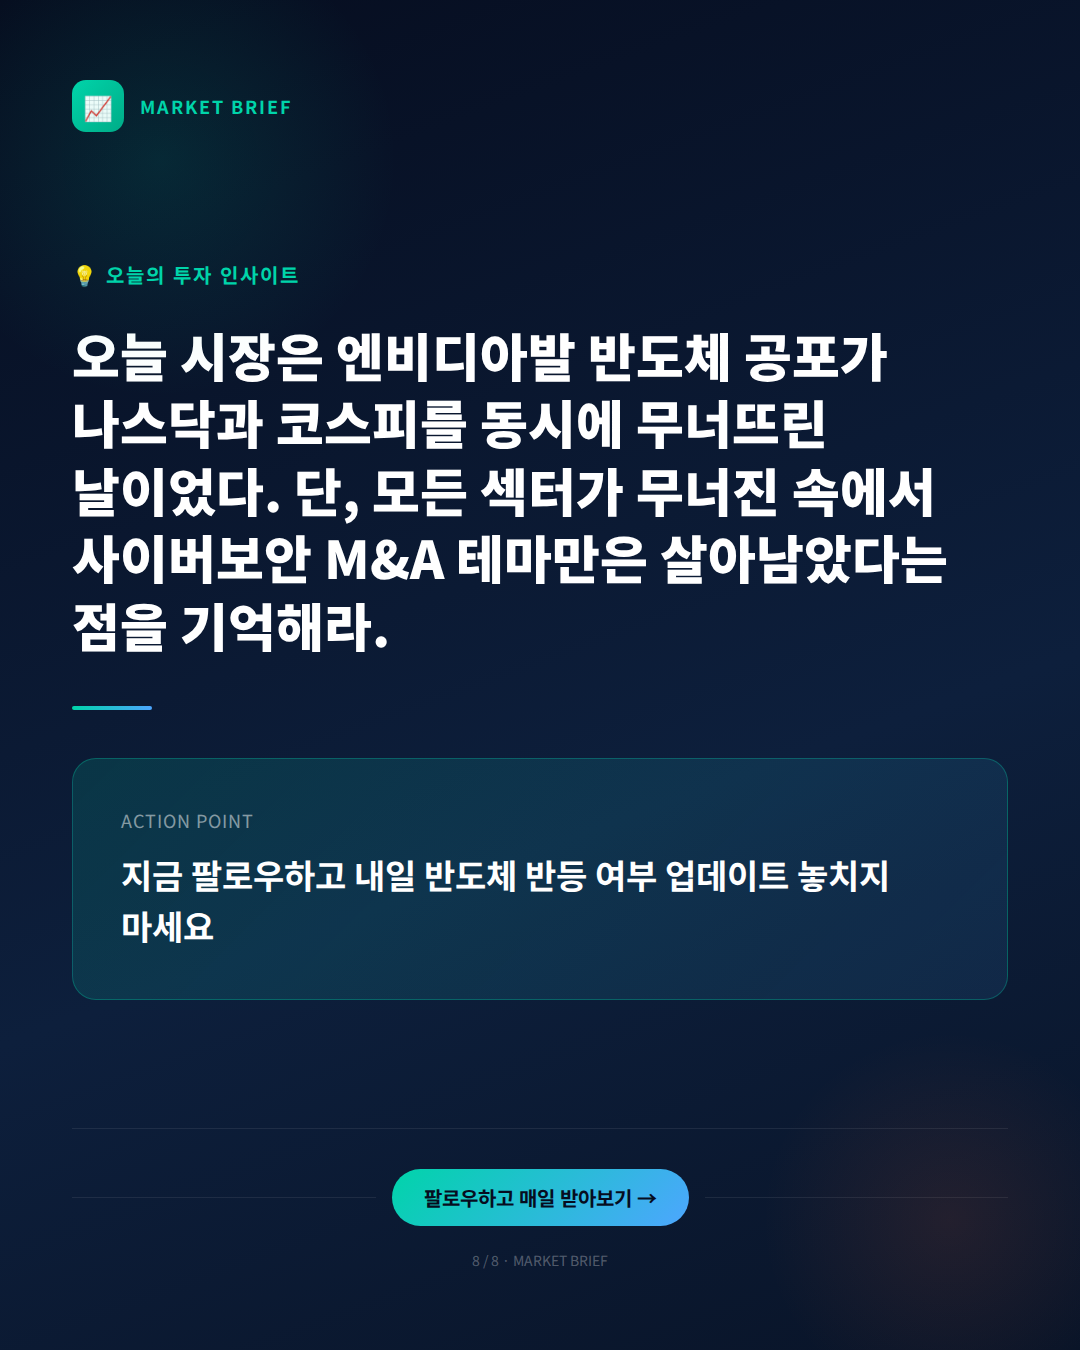 MARKET BRIEF
💡 오늘의 투자 인사이트
오늘 시장은 엔비디아발 반도체 공포가
나스닥과 코스피를 동시에 무너뜨린
날이었다. 단, 모든 섹터가 무너진 속에서
사이버보안 M&A 테마만은 살아남았다는
점을 기억해라.
ACTION POINT
지금 팔로우하고 내일 반도체 반등 여부 업데이트 놓치지
마세요
팔로우하고 매일 받아보기 →
8 / 8 · MARKET BRIEF